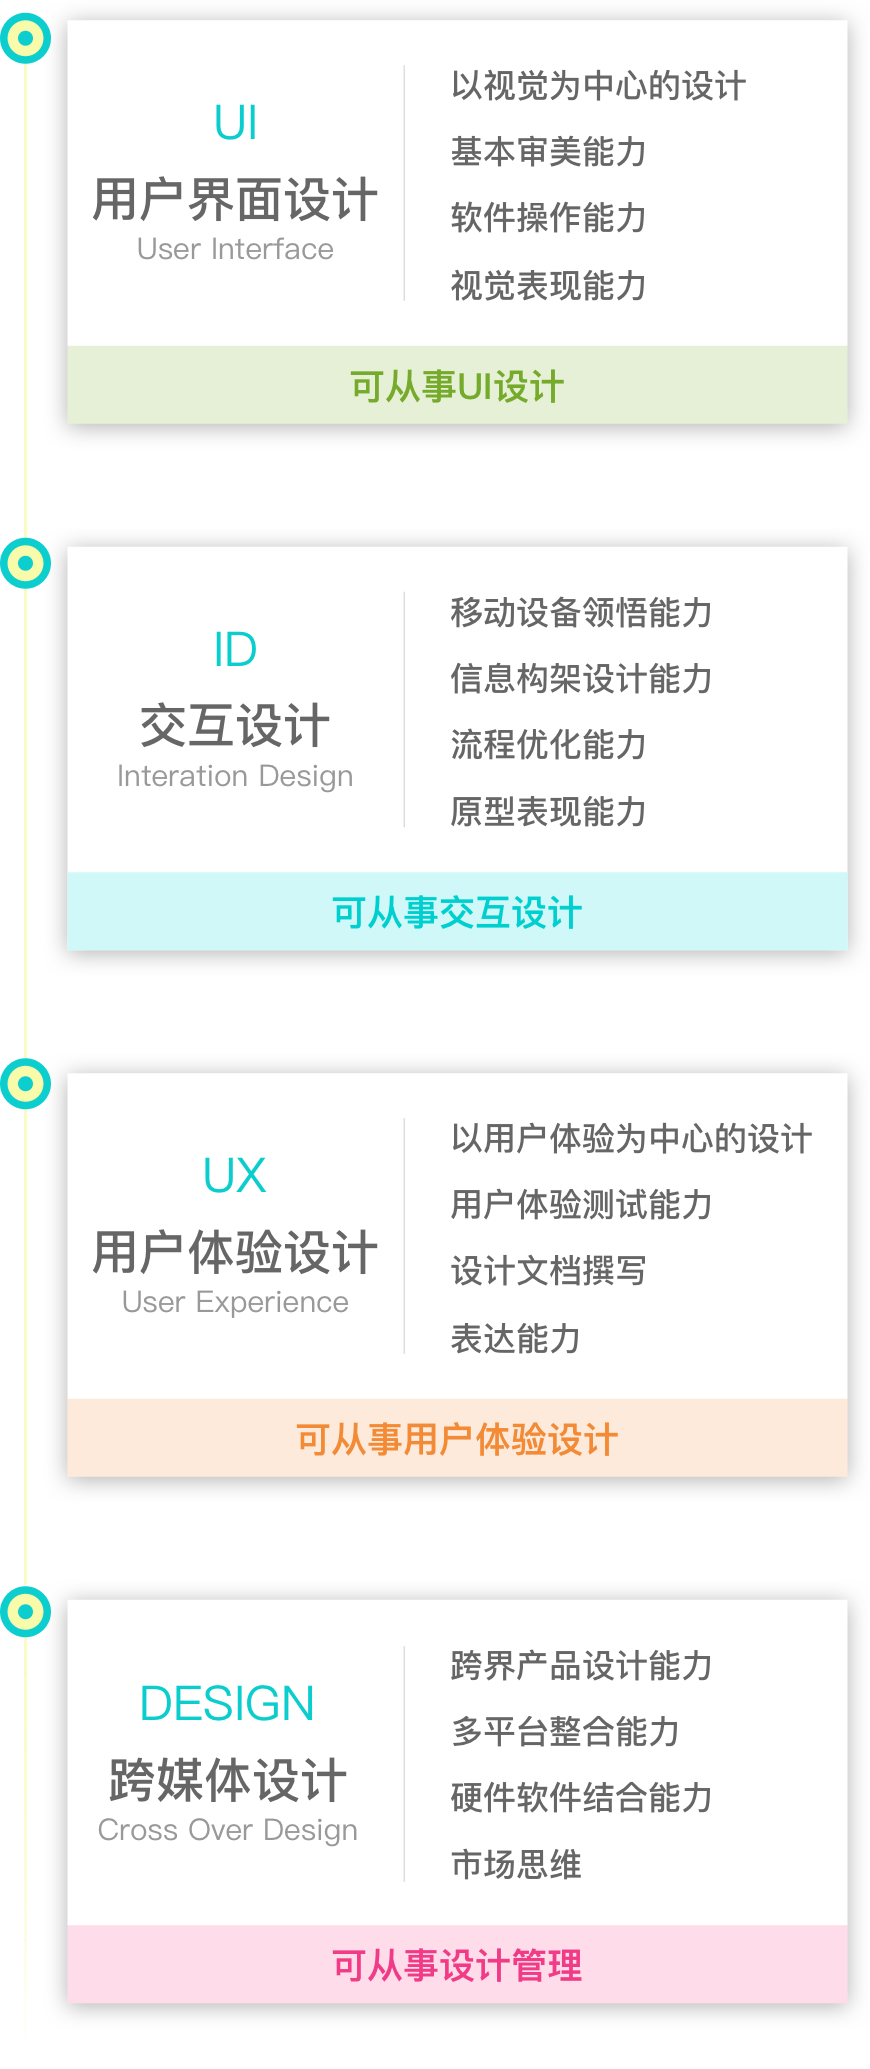 UI
用户界面设计
User Interface
以视觉为中心的设计
基本审美能力
软件操作能力
视觉表现能力
可从事UI设计
ID
交互设计
Interation Design
移动设备领悟能力
信息构架设计能力
流程优化能力
原型表现能力
可从事交互设计
UX
用户体验设计
User Experience
以用户体验为中心的设计
用户体验测试能力
设计文档撰写
表达能力
可从事用户体验设计
DESIGN
跨媒体设计
Cross Over Design
跨界产品设计能力
多平台整合能力
硬件软件结合能力
市场思维
可从事设计管理